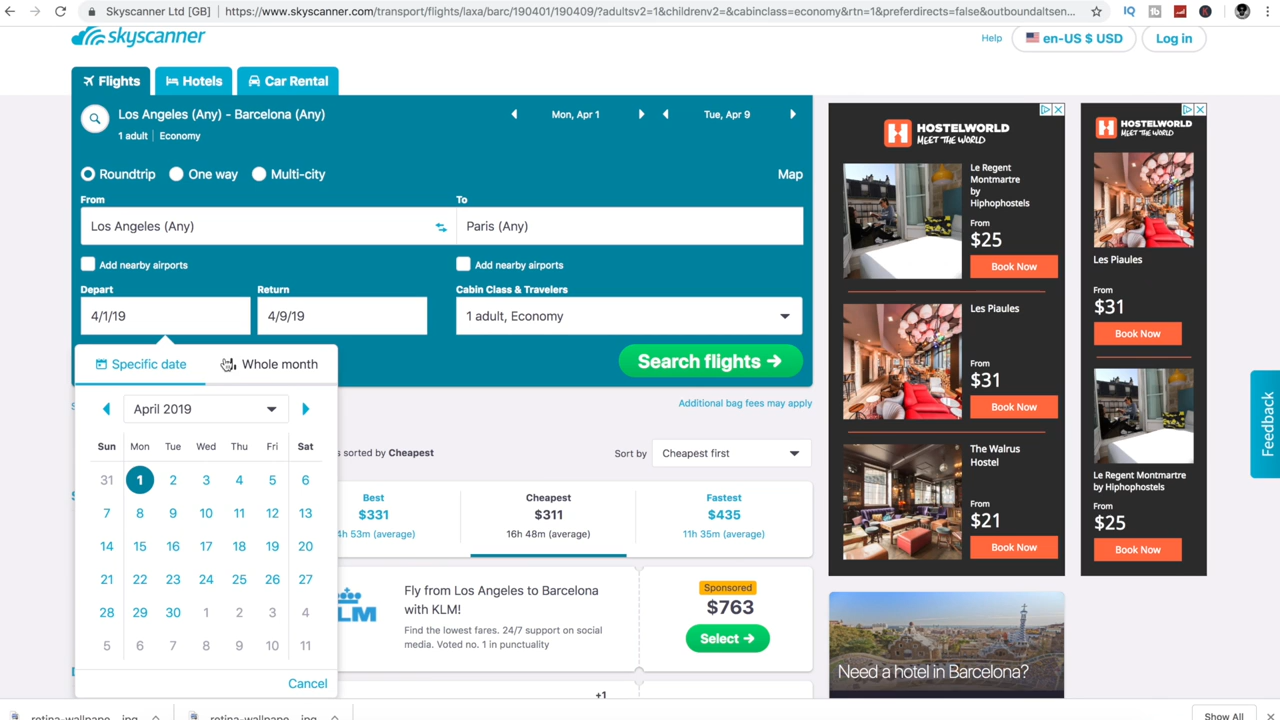 Skyscanner Ltd [GB]
https://www.skyscanner.com/transport/flights/laxa/barc/190401/190409/?adultsv2=1&childrenv2=&cabinclass=economy&rtn=1&preferdirects=false&outboundaltsen...
skyscanner
Help
en-US $ USD
Log in
Flights
Hotels
Car Rental
Los Angeles (Any) - Barcelona (Any)
1 adult
Economy
Mon, Apr 1
Tue, Apr 9
Roundtrip
One way
Multi-city
Map
From
To
Los Angeles (Any)
Paris (Any)
Add nearby airports
Add nearby airports
Depart
Return
Cabin Class & Travelers
4/1/19
4/9/19
1 adult, Economy
Specific date
Whole month
Search flights
Additional bag fees may apply
April 2019
Sun Mon Tue Wed Thu Fri Sat
31 1 2 3 4 5 6
7 8 9 10 11 12 13
14 15 16 17 18 19 20
21 22 23 24 25 26 27
28 29 30 1 2 3 4
5 6 7 8 9 10 11
Cancel
s sorted by Cheapest
Sort by
Cheapest first
Best
$331
4h 53m (average)
Cheapest
$311
16h 48m (average)
Fastest
$435
11h 35m (average)
KLM
Fly from Los Angeles to Barcelona
with KLM!
Find the lowest fares. 24/7 support on social
media. Voted no. 1 in punctuality
Sponsored
$763
Select
+1
HOSTELWORLD
MEET THE WORLD
Le Regent
Montmartre
by
Hiphophostels
From
$25
Book Now
Les Piaules
From
$31
Book Now
The Walrus
Hostel
From
$21
Book Now
HOSTELWORLD
MEET THE WORLD
Les Piaules
From
$31
Book Now
Le Regent Montmartre
by Hiphophostels
From
$25
Book Now
Need a hotel in Barcelona?
Feedback
retina-wallpape....jpg
retina-wallpape....jpg
Show All